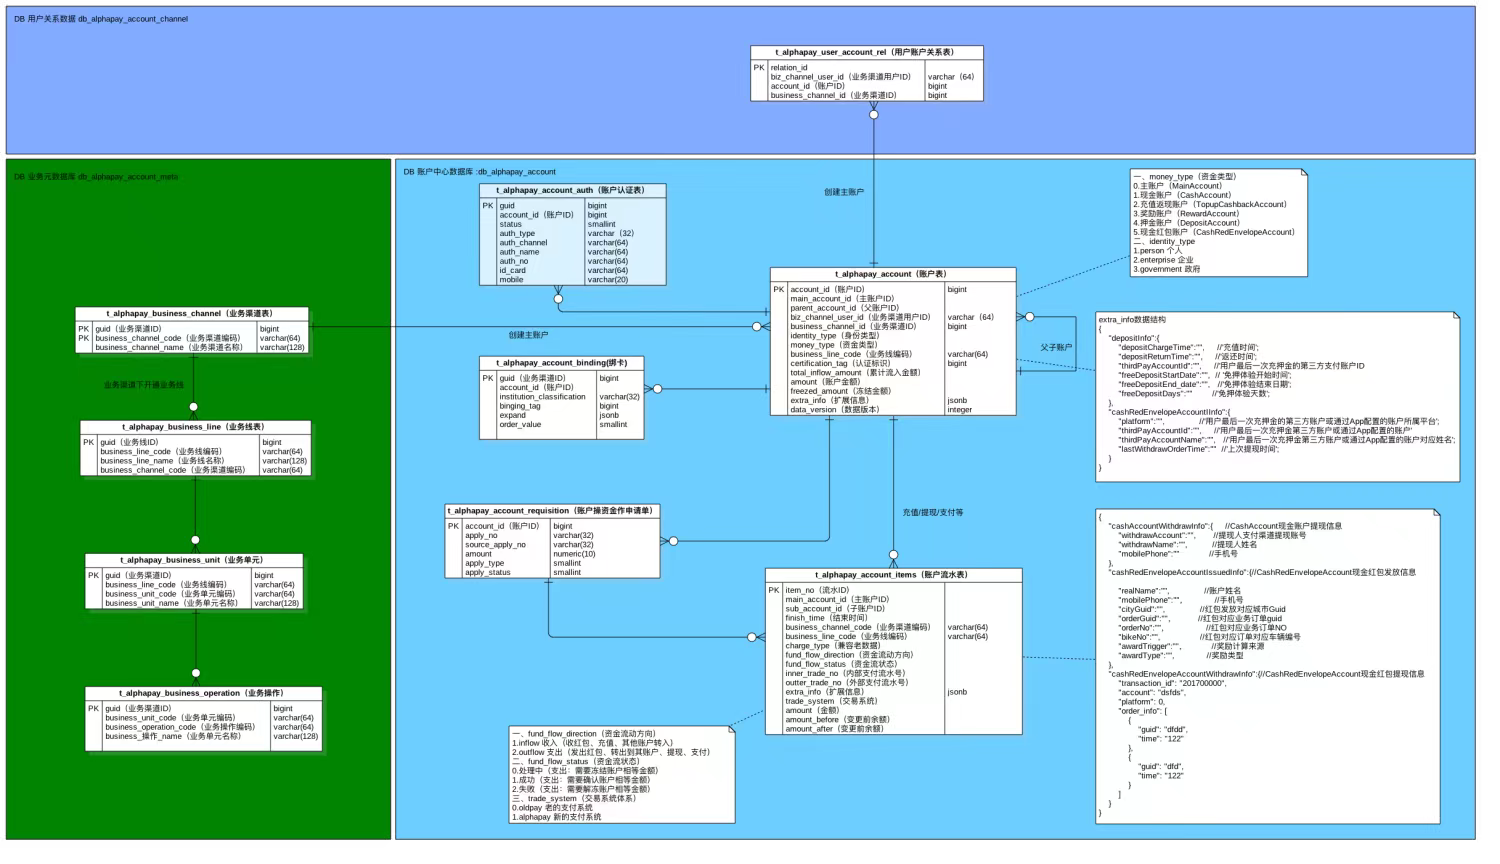 DB 用户关系数据 db_alphapay_account_channel
t_alphapay_user_account_rel（用户账户关系表）
PK relation_id
biz_channel_user_id（业务渠道用户ID） varchar（64）
account_id（账户ID） bigint
business_channel_id（业务渠道ID） bigint
DB 业务元数据库 db_alphapay_account_meta
t_alphapay_business_channel（业务渠道表）
PK guid（业务渠道ID） bigint
PK business_channel_code（业务渠道编码） varchar(64)
business_channel_name（业务渠道名称） varchar(128)
业务渠道下开通业务线
t_alphapay_business_line（业务线表）
PK guid（业务线ID） bigint
business_line_code（业务线编码） varchar(64)
business_line_name（业务线名称） varchar(128)
business_channel_code（业务渠道编码） varchar(64)
t_alphapay_business_unit（业务单元）
PK guid（业务渠道ID） bigint
business_line_code（业务线编码） varchar(64)
business_unit_code（业务单元编码） varchar(64)
business_unit_name（业务单元名称） varchar(128)
t_alphapay_business_operation（业务操作）
PK guid（业务渠道ID） bigint
business_unit_code（业务单元编码） varchar(64)
business_operation_code（业务操作编码） varchar(64)
business_操作_name（业务单元名称） varchar(128)
DB 账户中心数据库 :db_alphapay_account
t_alphapay_account_auth（账户认证表）
PK guid bigint
account_id（账户ID） bigint
status smallint
auth_type varchar（32）
auth_channel varchar(64)
auth_name varchar(64)
auth_no varchar(64)
id_card varchar(64)
mobile varchar(20)
创建主账户
创建主账户
t_alphapay_account_binding(绑卡)
PK guid（业务渠道ID） bigint
account_id（账户ID）
institution_classification varchar(32)
binging_tag bigint
expand jsonb
order_value smallint
t_alphapay_account（账户表）
PK account_id（账户ID） bigint
main_account_id（主账户ID）
parent_account_id（父账户ID）
biz_channel_user_id（业务渠道用户ID） varchar（64）
business_channel_id（业务渠道ID） bigint
identity_type（身份类型）
money_type（资金类型）
business_line_code（业务线编码） varchar(64)
certification_tag（认证标识） bigint
total_inflow_amount（累计流入金额）
amount（账户金额）
freezed_amount（冻结金额）
extra_info（扩展信息） jsonb
data_version（数据版本） integer
父子账户
t_alphapay_account_requisition（账户操资金作申请单）
PK account_id（账户ID） bigint
apply_no varchar(32)
source_apply_no varchar(32)
amount numeric(10)
apply_type smallint
apply_status smallint
充值/提现/支付等
t_alphapay_account_items（账户流水表）
PK item_no（流水ID）
main_account_id（主账户ID）
sub_account_id（子账户ID）
finish_time（结束时间）
business_channel_code（业务渠道编码） varchar(64)
business_line_code（业务线编码） varchar(64)
charge_type（兼容老数据）
fund_flow_direction（资金流动方向）
fund_flow_status（资金流状态）
inner_trade_no（内部支付流水号）
outter_trade_no（外部支付流水号）
extra_info（扩展信息） jsonb
trade_system（交易系统）
amount（金额）
amount_before（变更前余额）
amount_after（变更前余额）
一、fund_flow_direction（资金流动方向）
1.inflow 收入（收红包、充值、其他账户转入）
2.outflow 支出（发出红包、转出到其账户、提现、支付）
二、fund_flow_status（资金流状态）
0.处理中（支出：需要冻结账户相等金额）
1.成功（支出：需要确认账户相等金额）
2.失败（支出：需要解冻账户相等金额）
三、trade_system（交易系统体系）
0.oldpay 老的支付系统
1.alphapay 新的支付系统
一、money_type（资金类型）
0.主账户（MainAccount）
1.现金账户（CashAccount）
2.充值返现账户（TopupCashbackAccount）
3.奖励账户（RewardAccount）
4.押金账户（DepositAccount）
5.现金红包账户（CashRedEnvelopeAccount）
二、identity_type
1.person 个人
2.enterprise 企业
3.government 政府
extra_info数据结构
{
"depositInfo":{
"depositChargeTime":"", //'充值时间';
"depositReturnTime":"", //'返还时间';
"thirdPayAccountId":"", //'用户最后一次充押金的第三方支付账户ID
"freeDepositStartDate":"", // '免押体验开始时间';
"freeDepositEnd_date":"", //'免押体验结束日期';
"freeDepositDays":"" //'免押体验天数';
},
"cashRedEnvelopeAccountIInfo":{
"platform":"", //'用户最后一次充押金的第三方账户或通过App配置的账户所属平台';
"thirdPayAccountId":"", //'用户最后一次充押金第三方账户或通过App配置的账户'
"thirdPayAccountName":"", //'用户最后一次充押金第三方账户或通过App配置的账户对应姓名';
"lastWithdrawOrderTime":"" //'上次提现时间';
}
}
{
"cashAccountWithdrawInfo":{ //CashAccount现金账户提现信息
"withdrawAccount":"", //提现人支付渠道提现账号
"withdrawName":"", //提现人姓名
"mobilePhone":"" //手机号
},
"cashRedEnvelopeAccountIssuedInfo":{//CashRedEnvelopeAccount现金红包发放信息
"realName":"", //账户姓名
"mobilePhone":"", //手机号
"cityGuid":"", //红包发放对应城市Guid
"orderGuid":"", //红包对应业务订单guid
"orderNo":"", //红包对应业务订单NO
"bikeNo":"", //红包对应订单对应车辆编号
"awardTrigger":"", //奖励计算来源
"awardType":"", //奖励类型
},
"cashRedEnvelopeAccountWithdrawInfo":{//CashRedEnvelopeAccount现金红包提现信息
"transaction_id": "201700000",
"account": "dsfds",
"platform": 0,
"order_info": [
{
"guid": "dfdd",
"time": "122"
},
{
"guid": "dfd",
"time": "122"
}
]
}
}